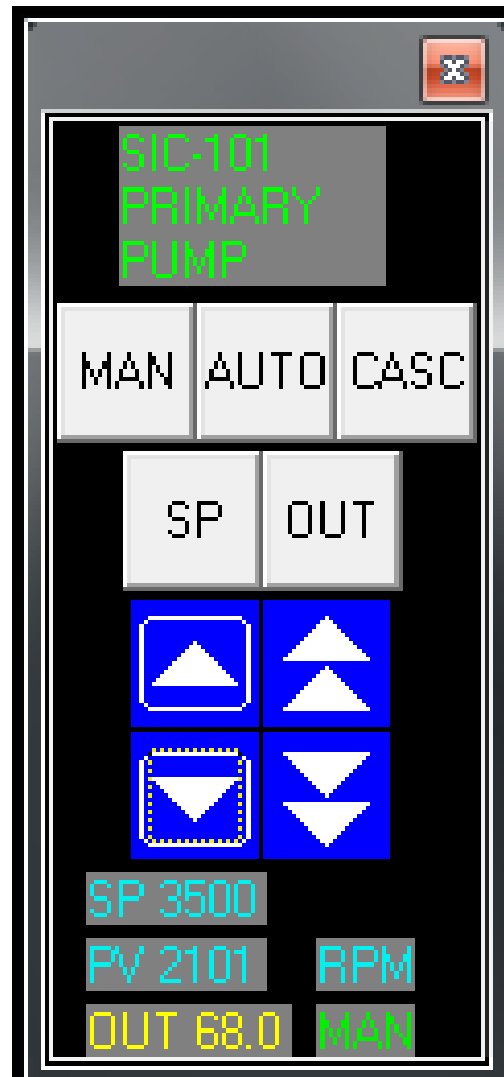 SIC-101
PRIMARY
PUMP
MAN AUTO CASC
SP OUT
SP 3500
PV 2101 RPM
OUT 68.0 MAN